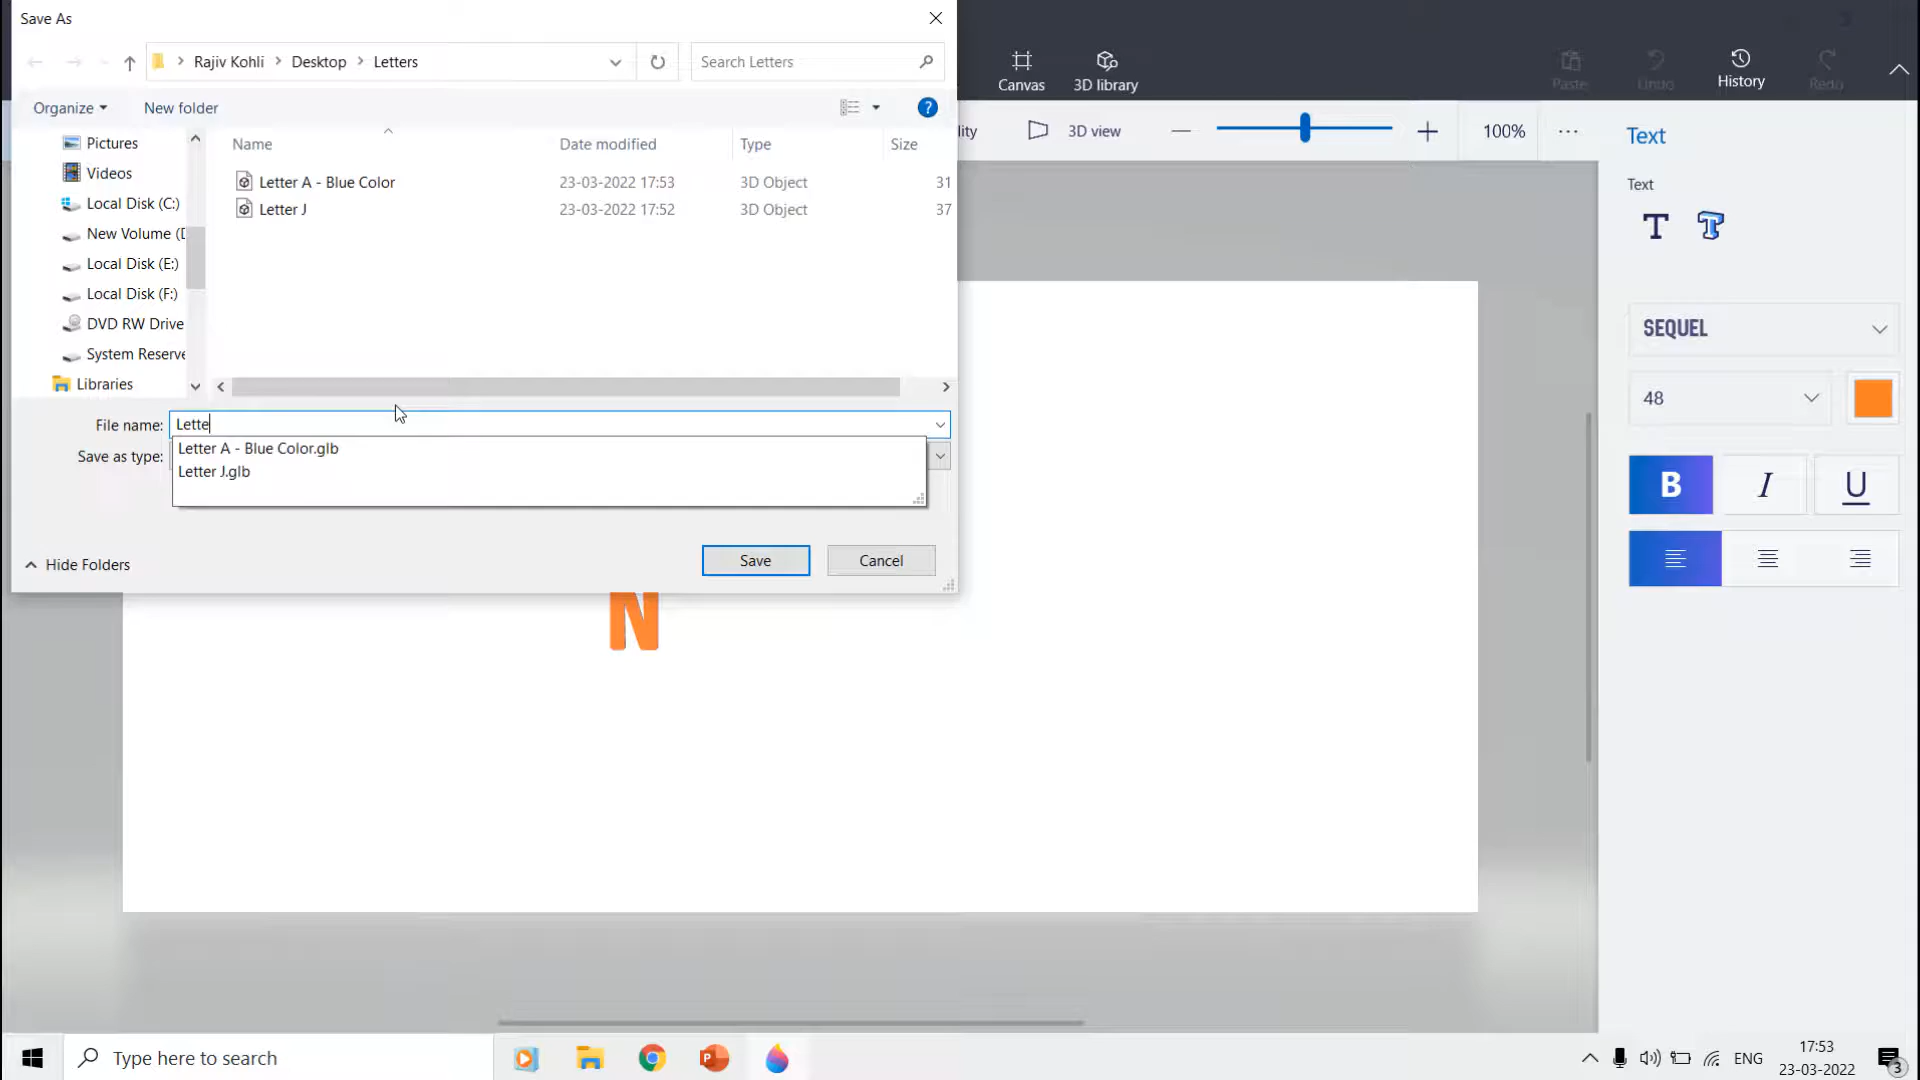 Save As
Rajiv Kohli > Desktop > Letters
Search Letters
Organize
New folder
Pictures
Videos
Local Disk (C:)
New Volume (D
Local Disk (E:)
Local Disk (F:)
DVD RW Drive
System Reserve
Libraries
Name Date modified Type Size
Letter A - Blue Color 23-03-2022 17:53 3D Object 31
Letter J 23-03-2022 17:52 3D Object 37
File name: Lette
Letter A - Blue Color.glb
Letter J.glb
Save as type:
Hide Folders
Save
Cancel
Canvas
3D library
Paste
Undo
History
Redo
lity
3D view
100%
Text
Text
T T
SEQUEL
48
B I U
N
Type here to search
ENG
17:53
23-03-2022
3